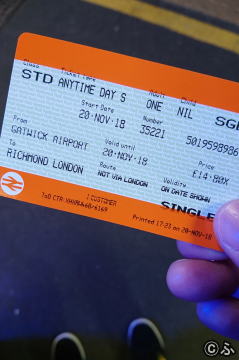 Class Ticket type Adult Child
STD ANYTIME DAY S ONE NIL SGL
Start Date Number
20·NOV·18 35221 5019598986
From Valid until Price
GATWICK AIRPORT 20·NOV·18 £14·80X
To Route Validity
RICHMOND LONDON NOT VIA LONDON ON DATE SHOWN
1 CUSTOMER SINGLE
Printed 17:31 on 20-NOV-18
©ふ